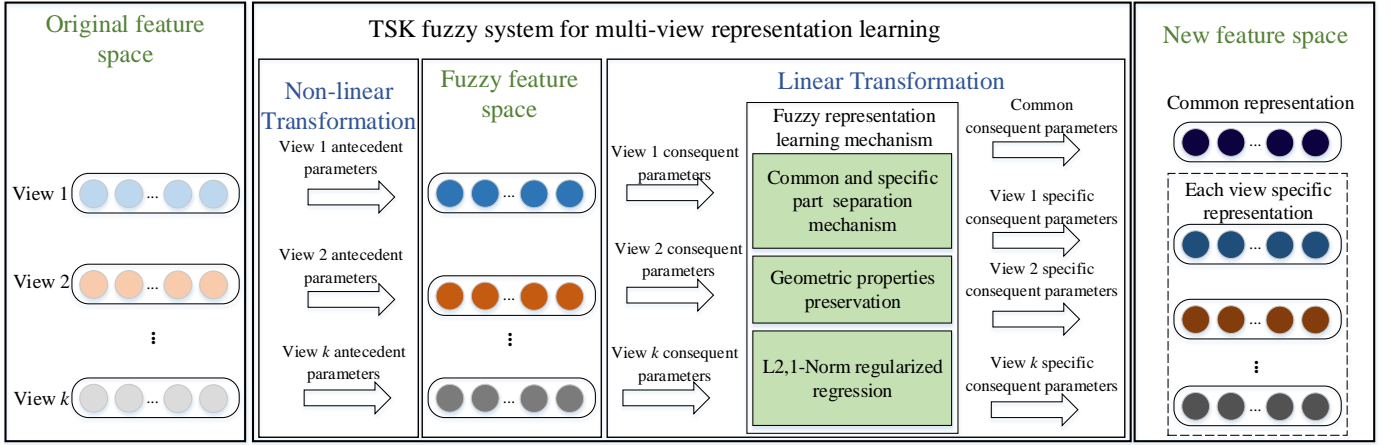 Original feature
space
View 1
...
View 2
...
...
View k
...
TSK fuzzy system for multi-view representation learning
Non-linear
Transformation
View 1 antecedent
parameters
View 2 antecedent
parameters
View k antecedent
parameters
Fuzzy feature
space
...
...
...
...
Linear Transformation
View 1 consequent
parameters
View 2 consequent
parameters
View k consequent
parameters
Fuzzy representation
learning mechanism
Common and specific
part separation
mechanism
Geometric properties
preservation
L2,1-Norm regularized
regression
Common
consequent parameters
View 1 specific
consequent parameters
View 2 specific
consequent parameters
View k specific
consequent parameters
New feature space
Common representation
...
Each view specific
representation
...
...
...
...